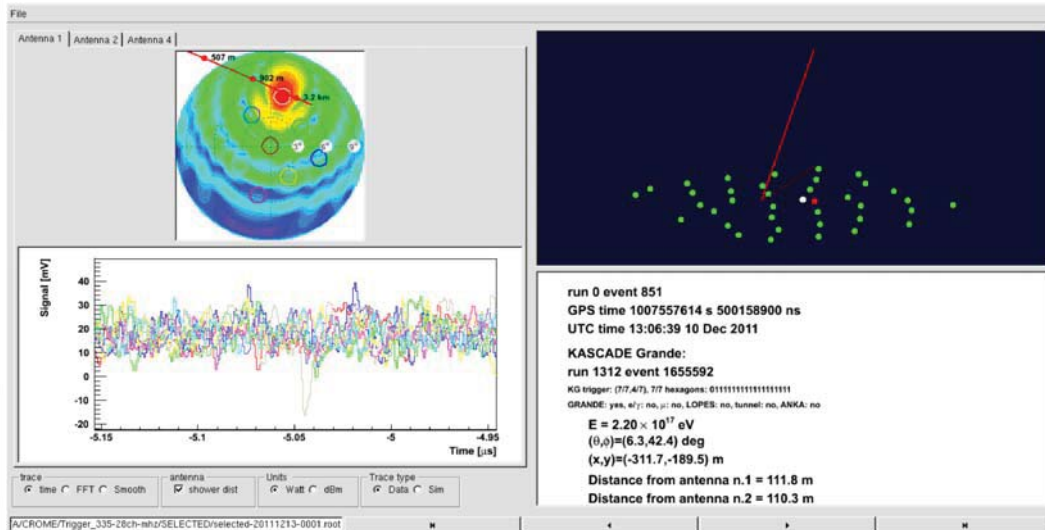 File
Antenna 1 Antenna 2 Antenna 4
507 m
902 m
3.2 km
3° 6° 9°
Signal [mV]
40
30
20
10
0
-10
-20
-5.15 -5.1 -5.05 -5 -4.95
Time [μs]
trace
time FFT Smooth
antenna
shower dist
Units
Watt dBm
Trace type
Data Sim
A/CROME/Trigger_335-28ch-mhz/SELECTED/selected-20111213-0001.root
run 0 event 851
GPS time 1007557614 s 500158900 ns
UTC time 13:06:39 10 Dec 2011
KASCADE Grande:
run 1312 event 1655592
KG trigger: (7/7,4/7), 7/7 hexagons:
GRANDE: yes, e/γ: no, μ: no, LOPES: no, tunnel: no, ANKA: no
E = 2.20 × 10¹⁷ eV
(θ,ϕ)=(6.3,42.4) deg
(x,y)=(-311.7,-189.5) m
Distance from antenna n.1 = 111.8 m
Distance from antenna n.2 = 110.3 m